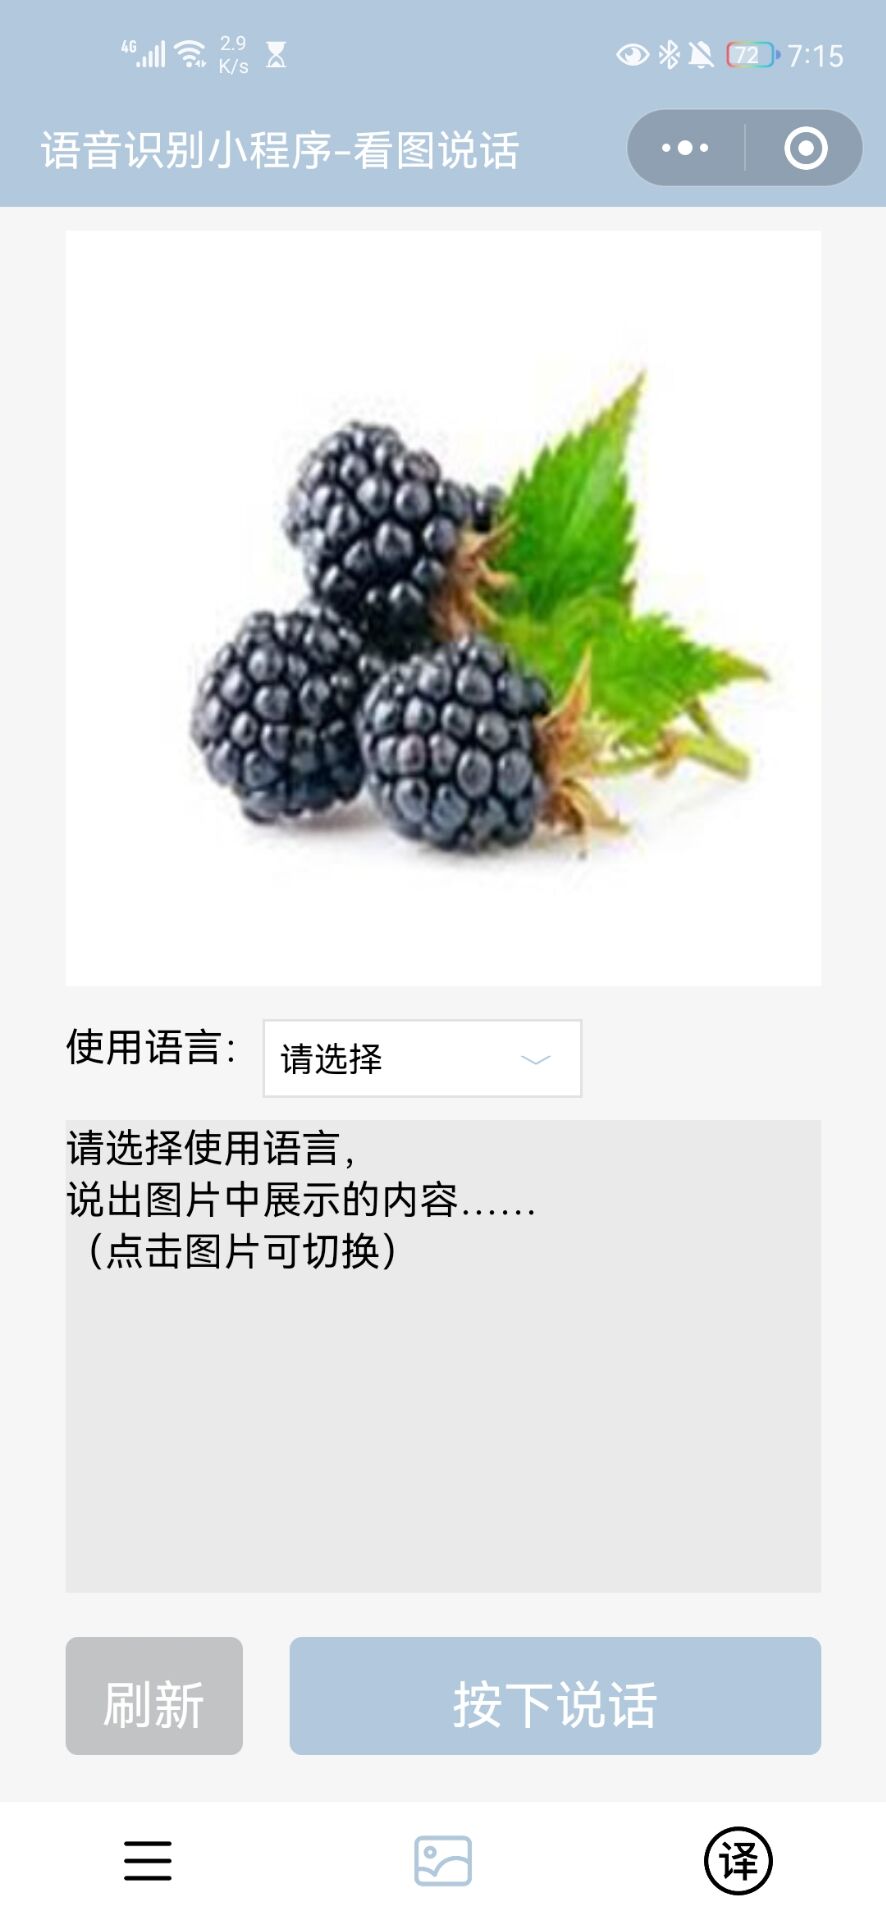 4G 2.9 K/s 72 7:15
语音识别小程序-看图说话
使用语言：
请选择
请选择使用语言，
说出图片中展示的内容……
（点击图片可切换）
刷新
按下说话
译